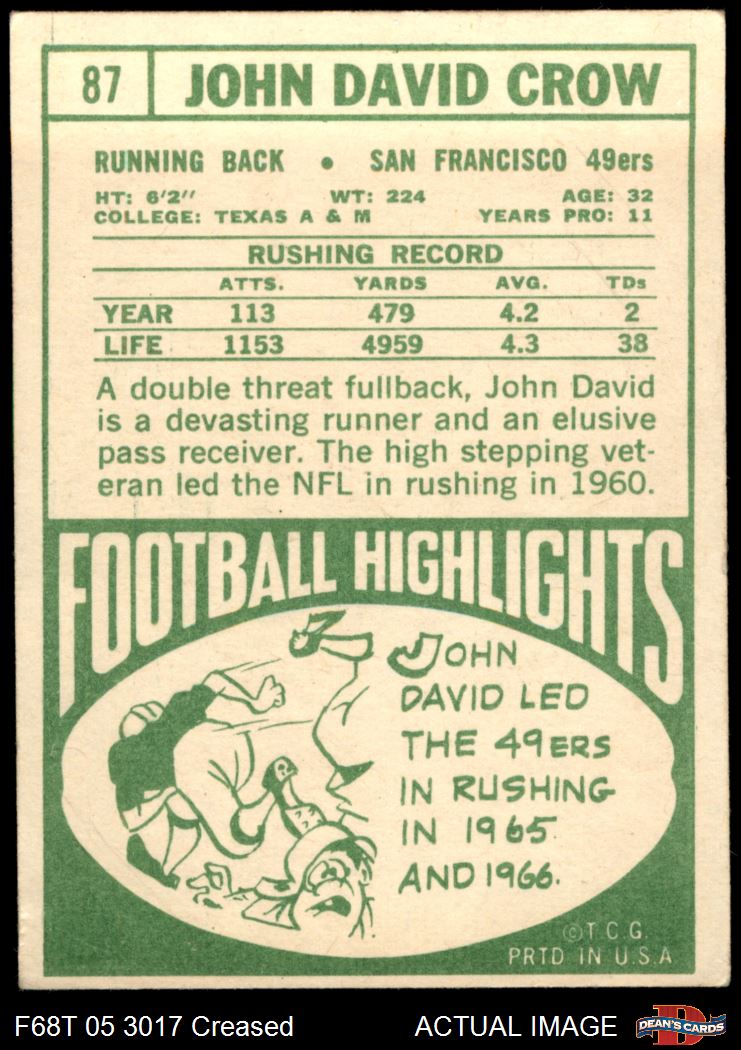 87 JOHN DAVID CROW
RUNNING BACK • SAN FRANCISCO 49ers
HT: 6'2" WT: 224 AGE: 32
COLLEGE: TEXAS A & M YEARS PRO: 11
RUSHING RECORD
ATTS. YARDS AVG. TDs
YEAR 113 479 4.2 2
LIFE 1153 4959 4.3 38
A double threat fullback, John David
is a devasting runner and an elusive
pass receiver. The high stepping vet-
eran led the NFL in rushing in 1960.
FOOTBALL HIGHLIGHTS
JOHN
DAVID LED
THE 49ERS
IN RUSHING
IN 1965
AND 1966.
©T.C.G.
PRTD IN U.S.A
F68T 05 3017 Creased ACTUAL IMAGE D DEAN'S CARDS